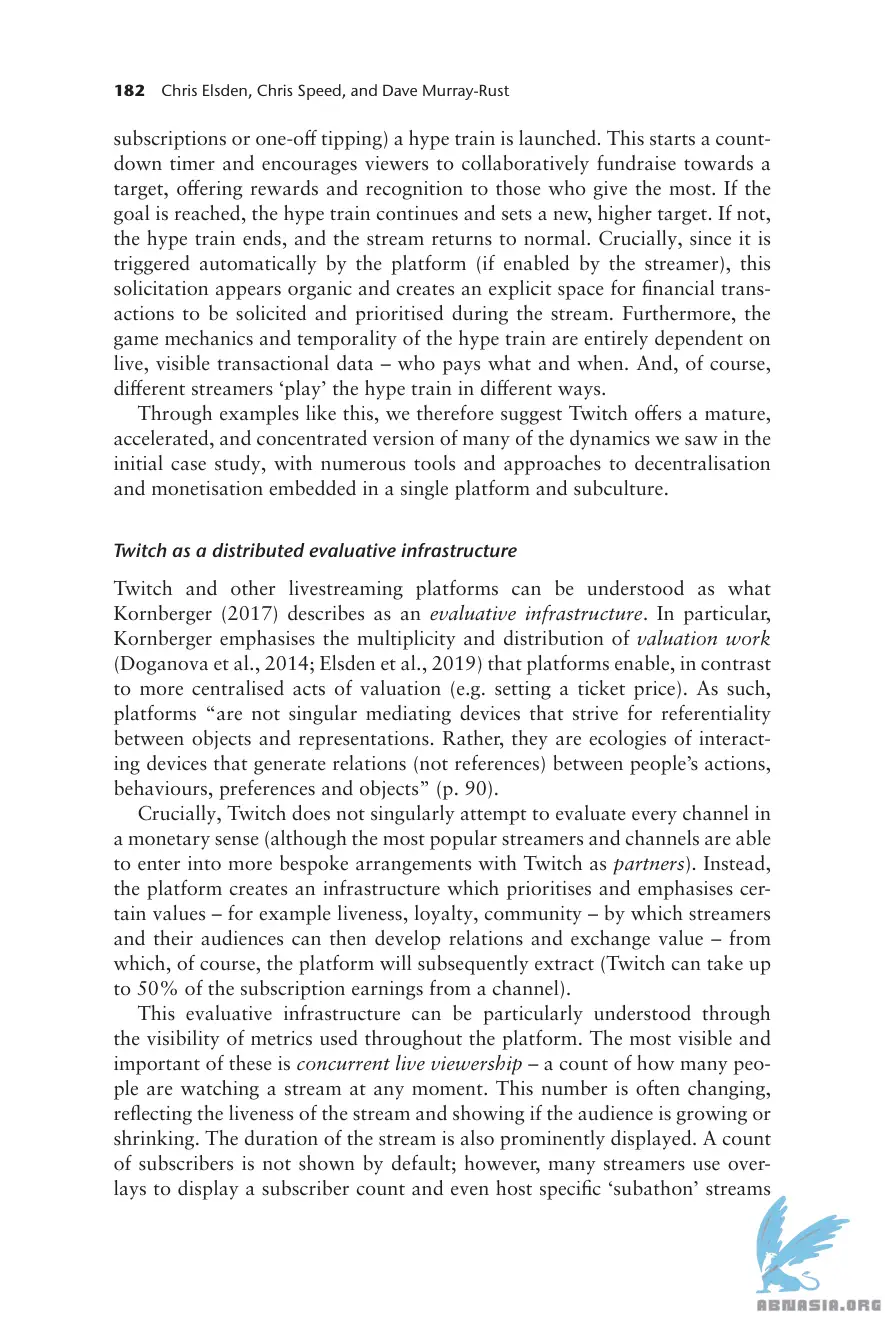 182 Chris Elsden, Chris Speed, and Dave Murray-Rust
subscriptions or one-off tipping) a hype train is launched. This starts a count-
down timer and encourages viewers to collaboratively fundraise towards a
target, offering rewards and recognition to those who give the most. If the
goal is reached, the hype train continues and sets a new, higher target. If not,
the hype train ends, and the stream returns to normal. Crucially, since it is
triggered automatically by the platform (if enabled by the streamer), this
solicitation appears organic and creates an explicit space for financial trans-
actions to be solicited and prioritised during the stream. Furthermore, the
game mechanics and temporality of the hype train are entirely dependent on
live, visible transactional data – who pays what and when. And, of course,
different streamers ‘play’ the hype train in different ways.
Through examples like this, we therefore suggest Twitch offers a mature,
accelerated, and concentrated version of many of the dynamics we saw in the
initial case study, with numerous tools and approaches to decentralisation
and monetisation embedded in a single platform and subculture.
Twitch as a distributed evaluative infrastructure
Twitch and other livestreaming platforms can be understood as what
Kornberger (2017) describes as an evaluative infrastructure. In particular,
Kornberger emphasises the multiplicity and distribution of valuation work
(Doganova et al., 2014; Elsden et al., 2019) that platforms enable, in contrast
to more centralised acts of valuation (e.g. setting a ticket price). As such,
platforms “are not singular mediating devices that strive for referentiality
between objects and representations. Rather, they are ecologies of interact-
ing devices that generate relations (not references) between people’s actions,
behaviours, preferences and objects” (p. 90).
Crucially, Twitch does not singularly attempt to evaluate every channel in
a monetary sense (although the most popular streamers and channels are able
to enter into more bespoke arrangements with Twitch as partners). Instead,
the platform creates an infrastructure which prioritises and emphasises cer-
tain values – for example liveness, loyalty, community – by which streamers
and their audiences can then develop relations and exchange value – from
which, of course, the platform will subsequently extract (Twitch can take up
to 50% of the subscription earnings from a channel).
This evaluative infrastructure can be particularly understood through
the visibility of metrics used throughout the platform. The most visible and
important of these is concurrent live viewership – a count of how many peo-
ple are watching a stream at any moment. This number is often changing,
reflecting the liveness of the stream and showing if the audience is growing or
shrinking. The duration of the stream is also prominently displayed. A count
of subscribers is not shown by default; however, many streamers use over-
lays to display a subscriber count and even host specific ‘subathon’ streams
ABNASIA.ORG